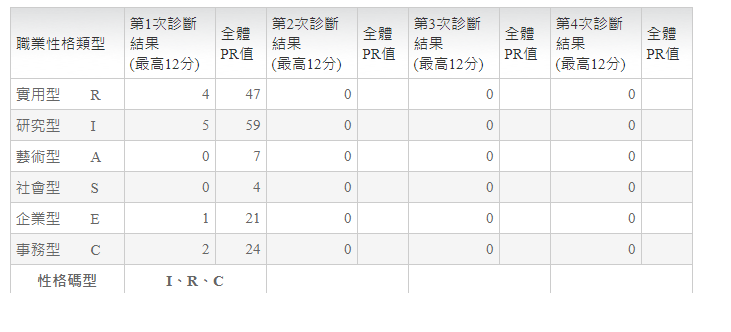 職業性格類型 第1次診斷結果(最高12分) 全體PR值 第2次診斷結果(最高12分) 全體PR值 第3次診斷結果(最高12分) 全體PR值 第4次診斷結果(最高12分) 全體PR值
實用型 R 4 47 0 0 0
研究型 I 5 59 0 0 0
藝術型 A 0 7 0 0 0
社會型 S 0 4 0 0 0
企業型 E 1 21 0 0 0
事務型 C 2 24 0 0 0
性格碼型 I、R、C